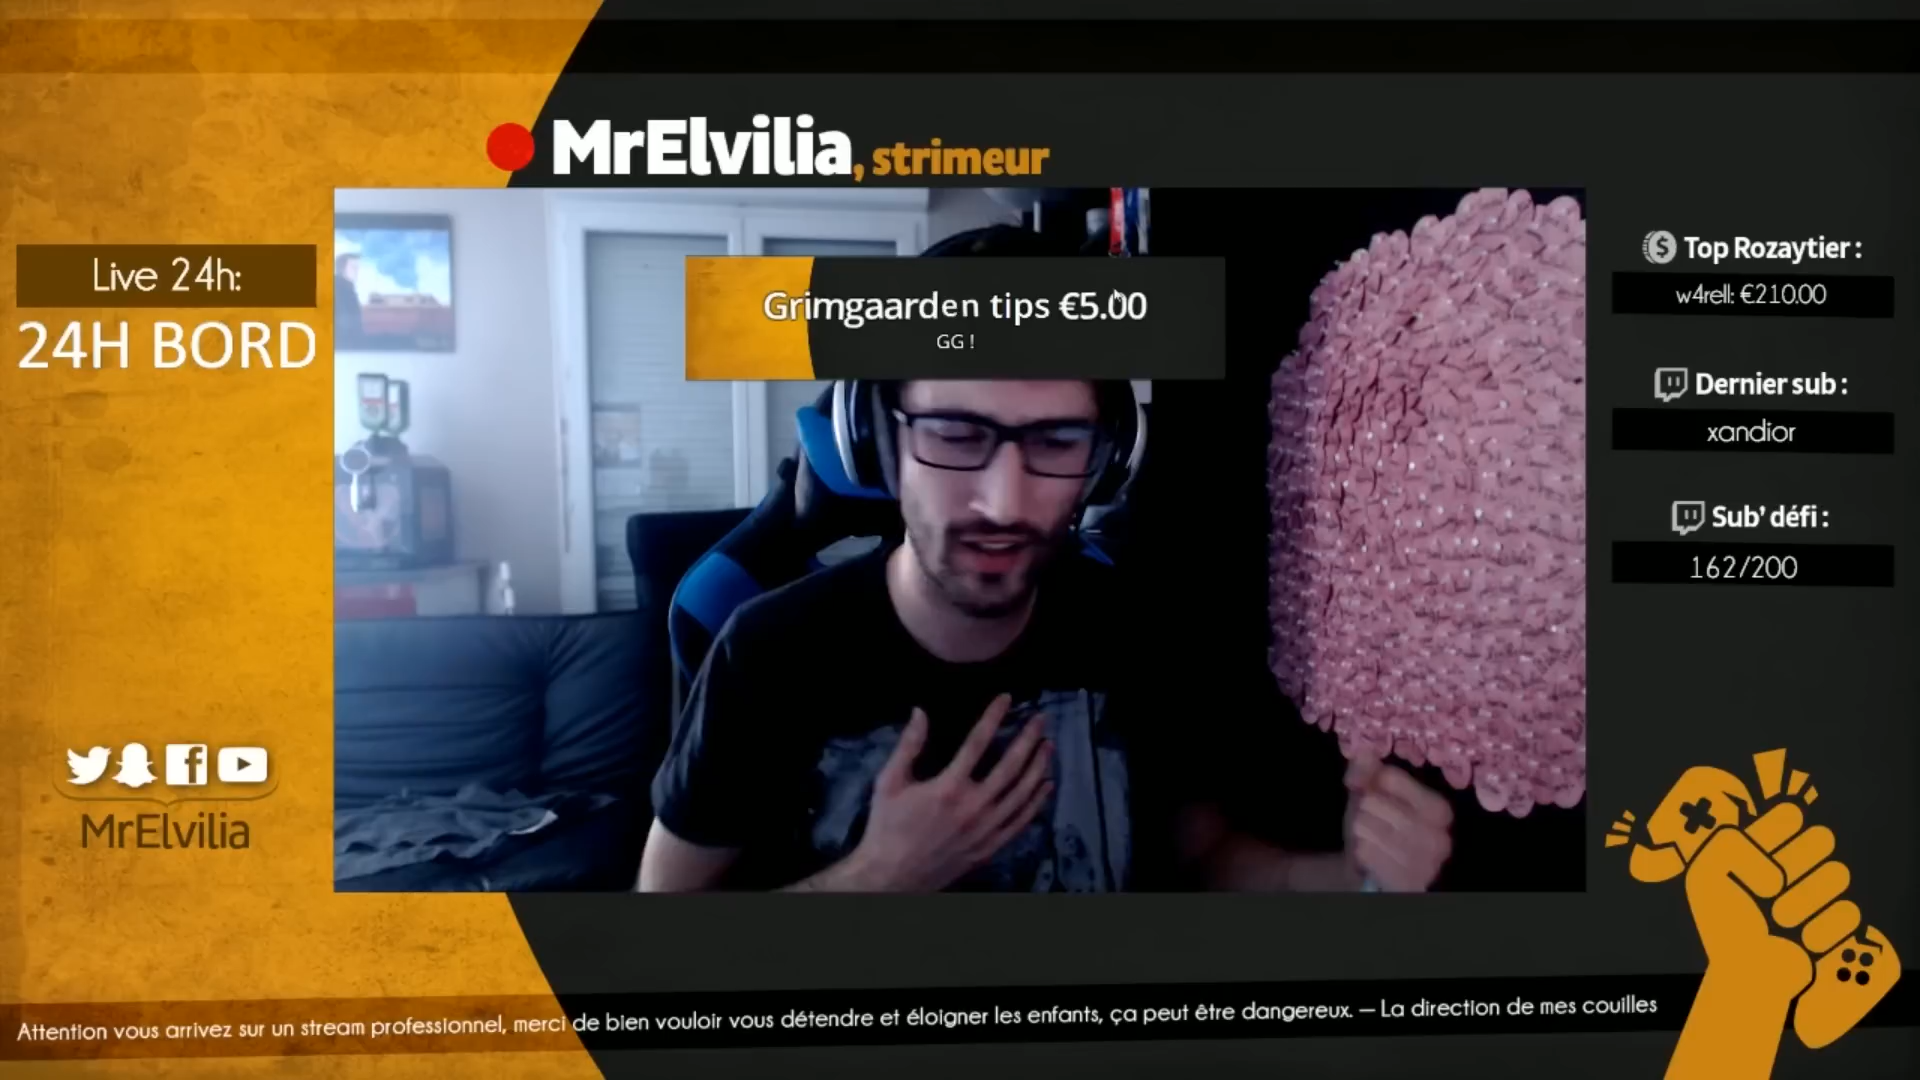 MrElvilia, strimeur
Live 24h:
24H BORD
Grimgaarden tips €5.00
GG !
Top Rozaytier :
w4rell: €210.00
Dernier sub :
xandior
Sub' défi :
162/200
MrElvilia
Attention vous arrivez sur un stream professionnel, merci de bien vouloir vous détendre et éloigner les enfants, ça peut être dangereux. – La direction de mes couilles